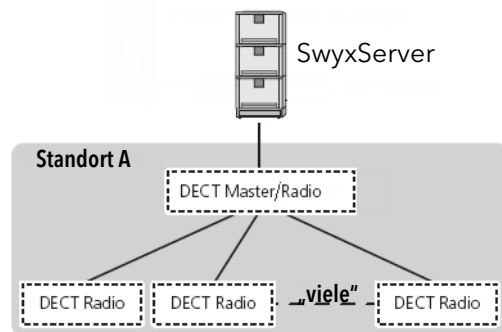 SwyxServer
Standort A
DECT Master/Radio
DECT Radio
DECT Radio
„viele“
DECT Radio